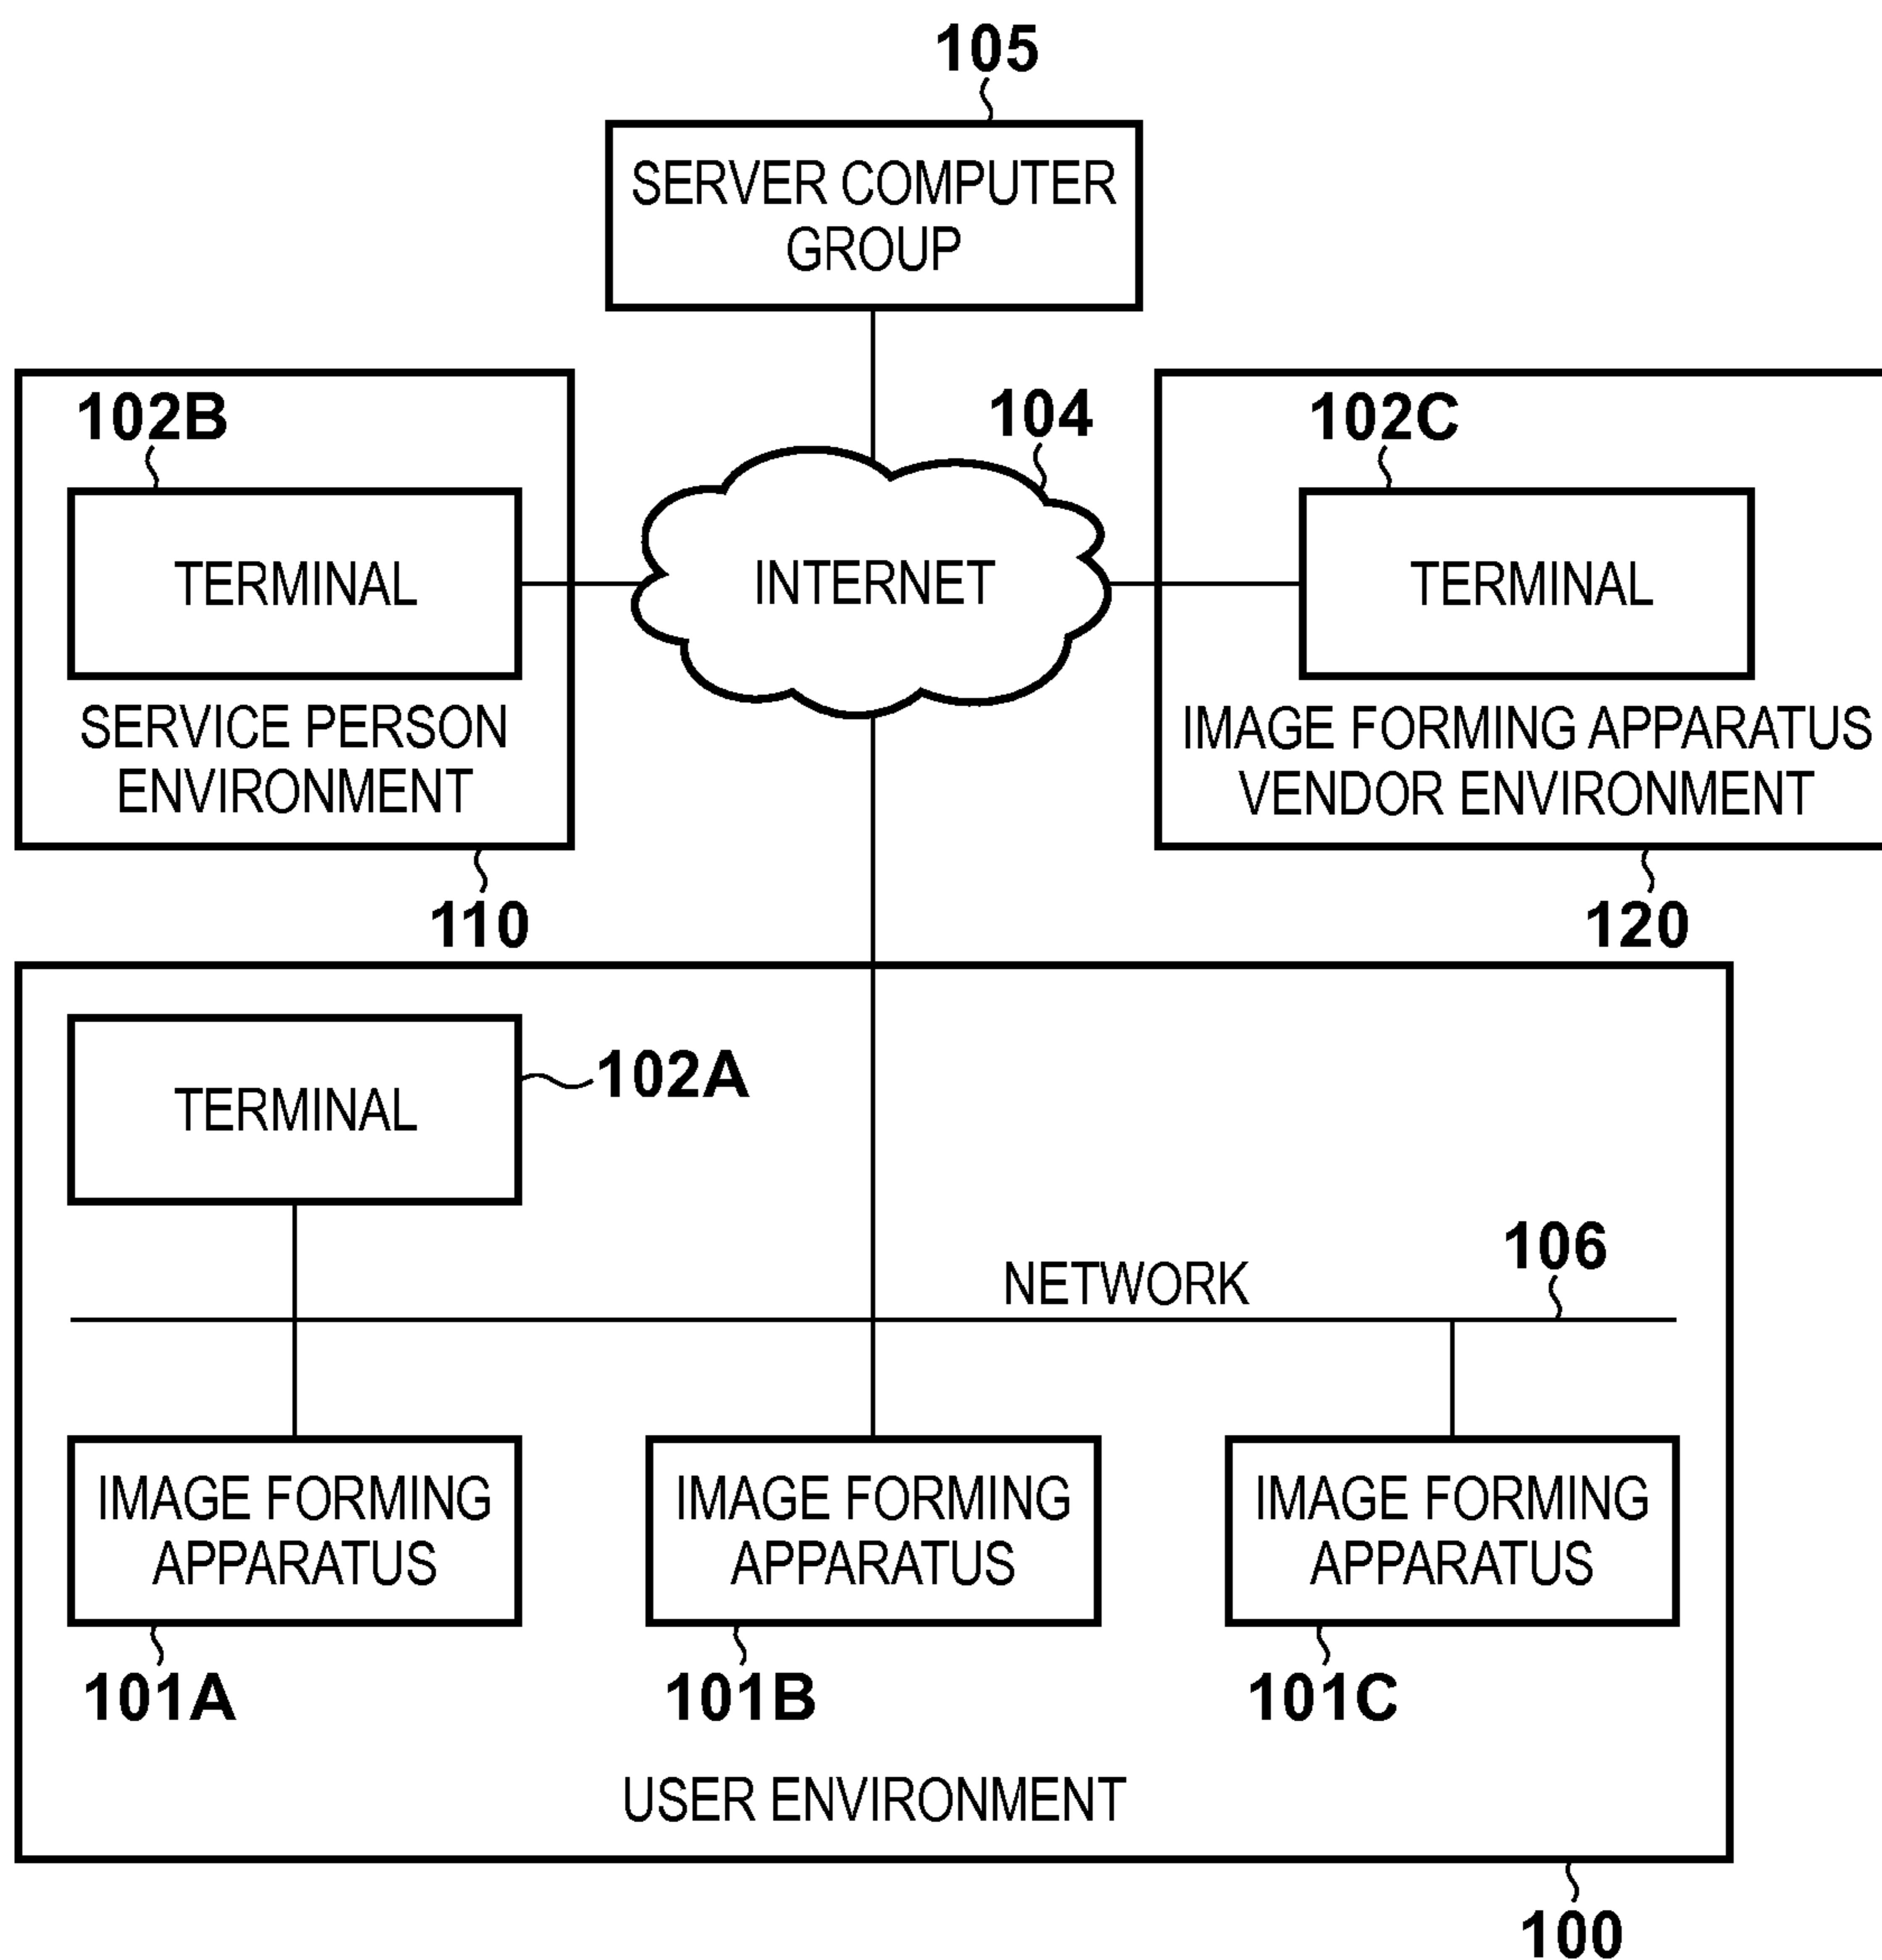 105
SERVER COMPUTER
GROUP
102B
104
102C
TERMINAL
INTERNET
TERMINAL
SERVICE PERSON
ENVIRONMENT
IMAGE FORMING APPARATUS
VENDOR ENVIRONMENT
110
120
TERMINAL
102A
NETWORK
106
IMAGE FORMING
APPARATUS
IMAGE FORMING
APPARATUS
IMAGE FORMING
APPARATUS
101A
101B
101C
USER ENVIRONMENT
100